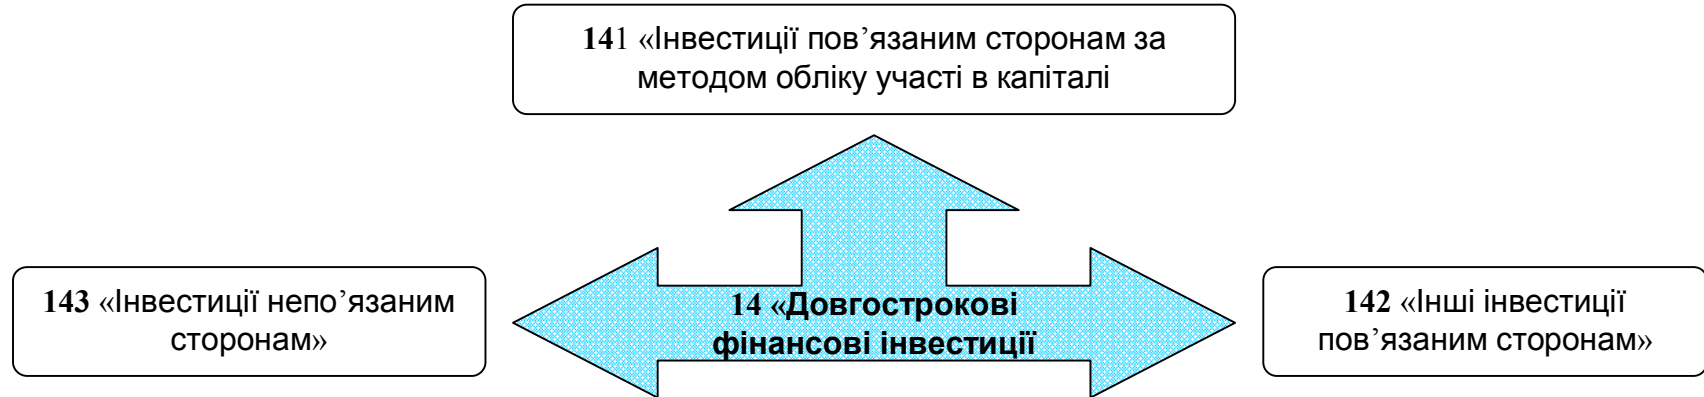 141 «Інвестиції пов’язаним сторонам за
методом обліку участі в капіталі
143 «Інвестиції непо’язаним
сторонам»
14 «Довгострокові
фінансові інвестиції
142 «Інші інвестиції
пов’язаним сторонам»